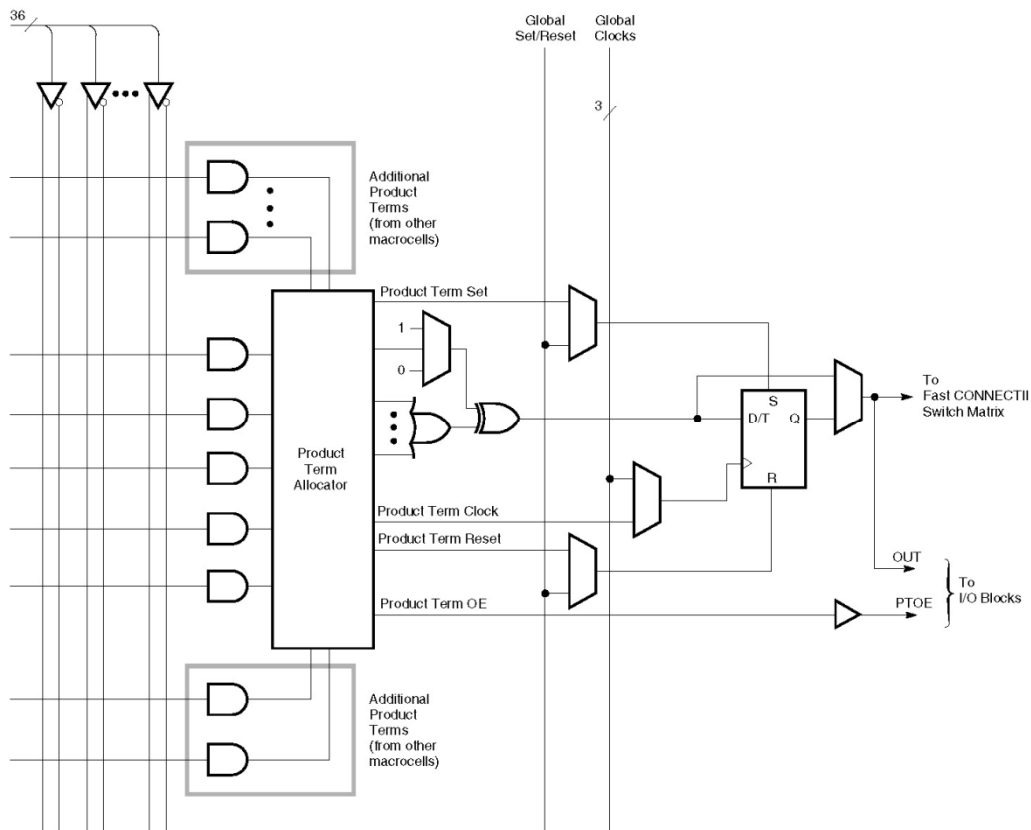 36
Global
Set/Reset
Global
Clocks
3
Additional
Product
Terms
(from other
macrocells)
Product Term Set
1
0
Product
Term
Allocator
S
D/T Q
R
To
Fast CONNECTII
Switch Matrix
Product Term Clock
Product Term Reset
OUT
Product Term OE
PTOE
To
I/O Blocks
Additional
Product
Terms
(from other
macrocells)